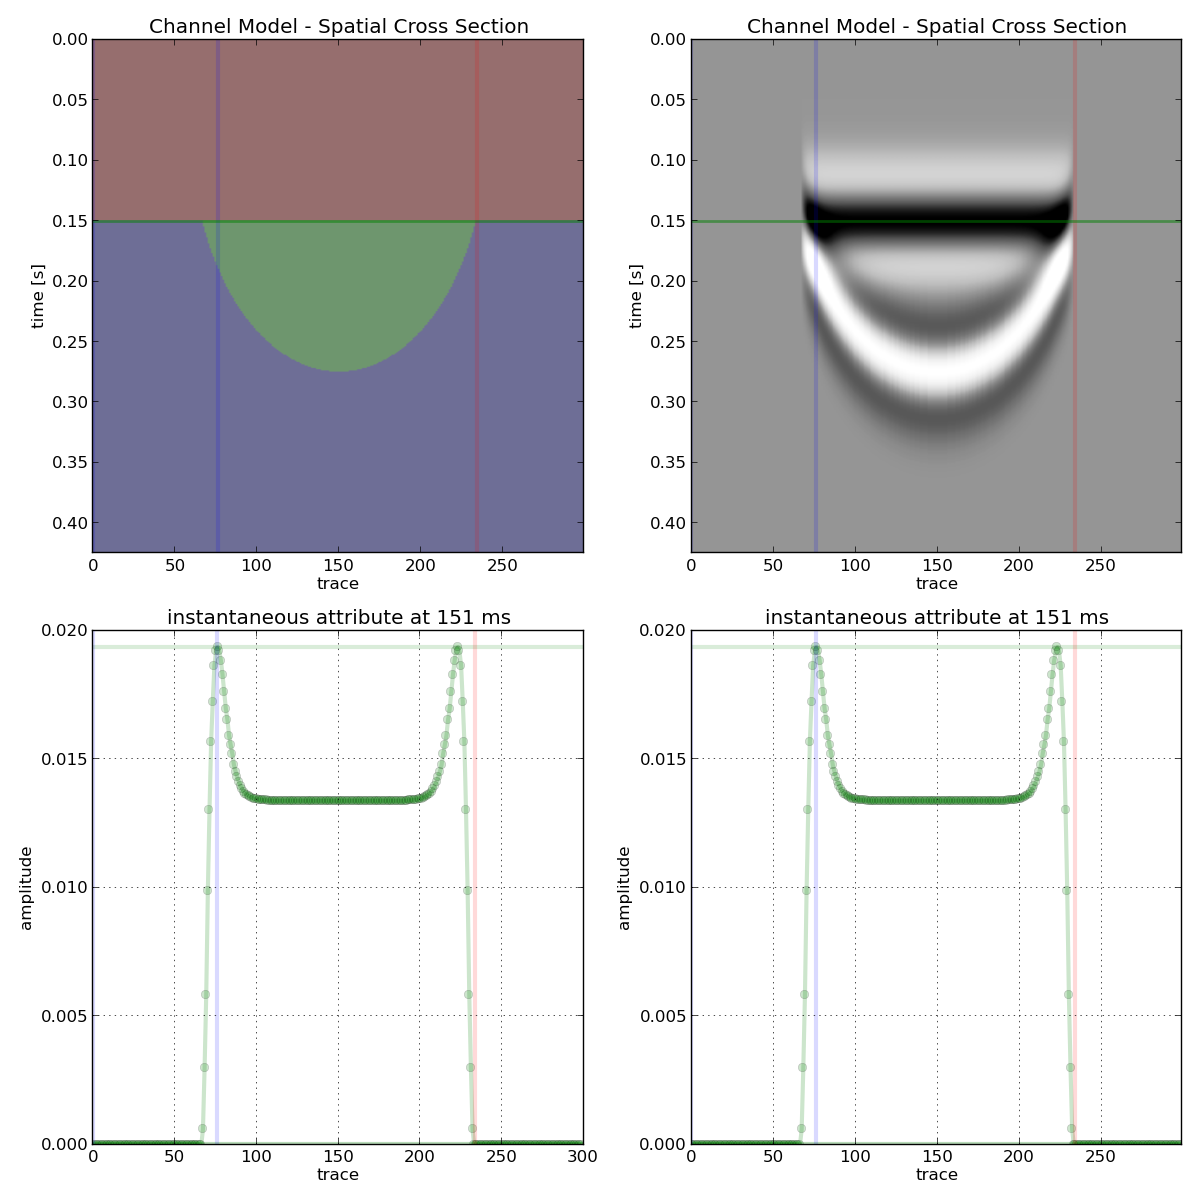 Channel Model - Spatial Cross Section
0.00
0.05
0.10
0.15
0.20
0.25
0.30
0.35
0.40
time [s]
0 50 100 150 200 250
trace
Channel Model - Spatial Cross Section
0.00
0.05
0.10
0.15
0.20
0.25
0.30
0.35
0.40
time [s]
0 50 100 150 200 250
trace
instantaneous attribute at 151 ms
0.020
0.015
0.010
0.005
0.000
amplitude
0 50 100 150 200 250 300
trace
instantaneous attribute at 151 ms
0.020
0.015
0.010
0.005
0.000
amplitude
0 50 100 150 200 250
trace